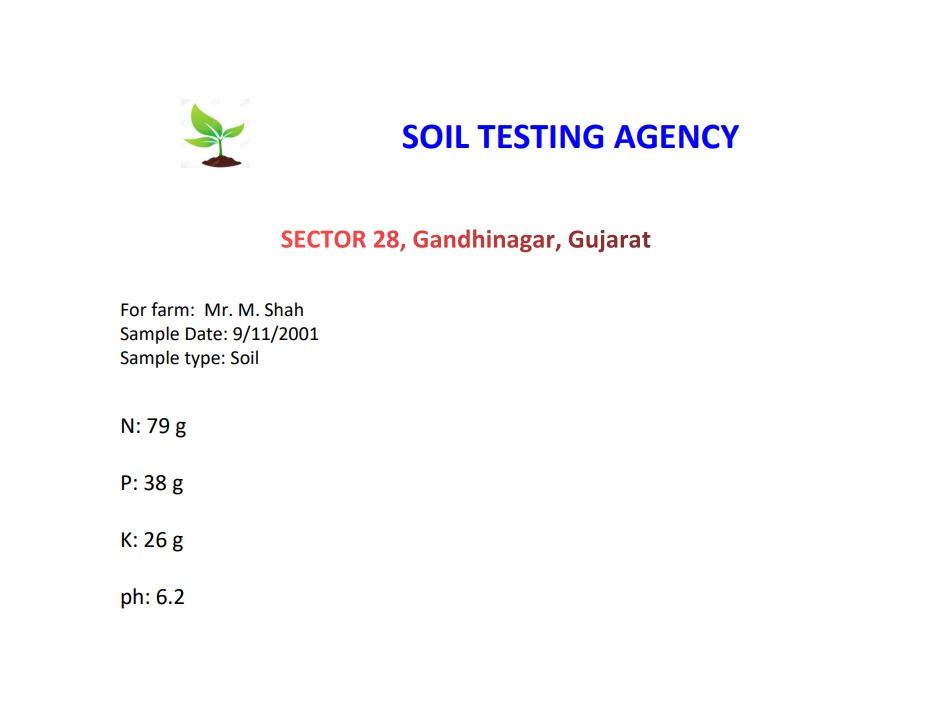 SOIL TESTING AGENCY
SECTOR 28, Gandhinagar, Gujarat
For farm:  Mr. M. Shah
Sample Date: 9/11/2001
Sample type: Soil
N: 79 g
P: 38 g
K: 26 g
ph: 6.2